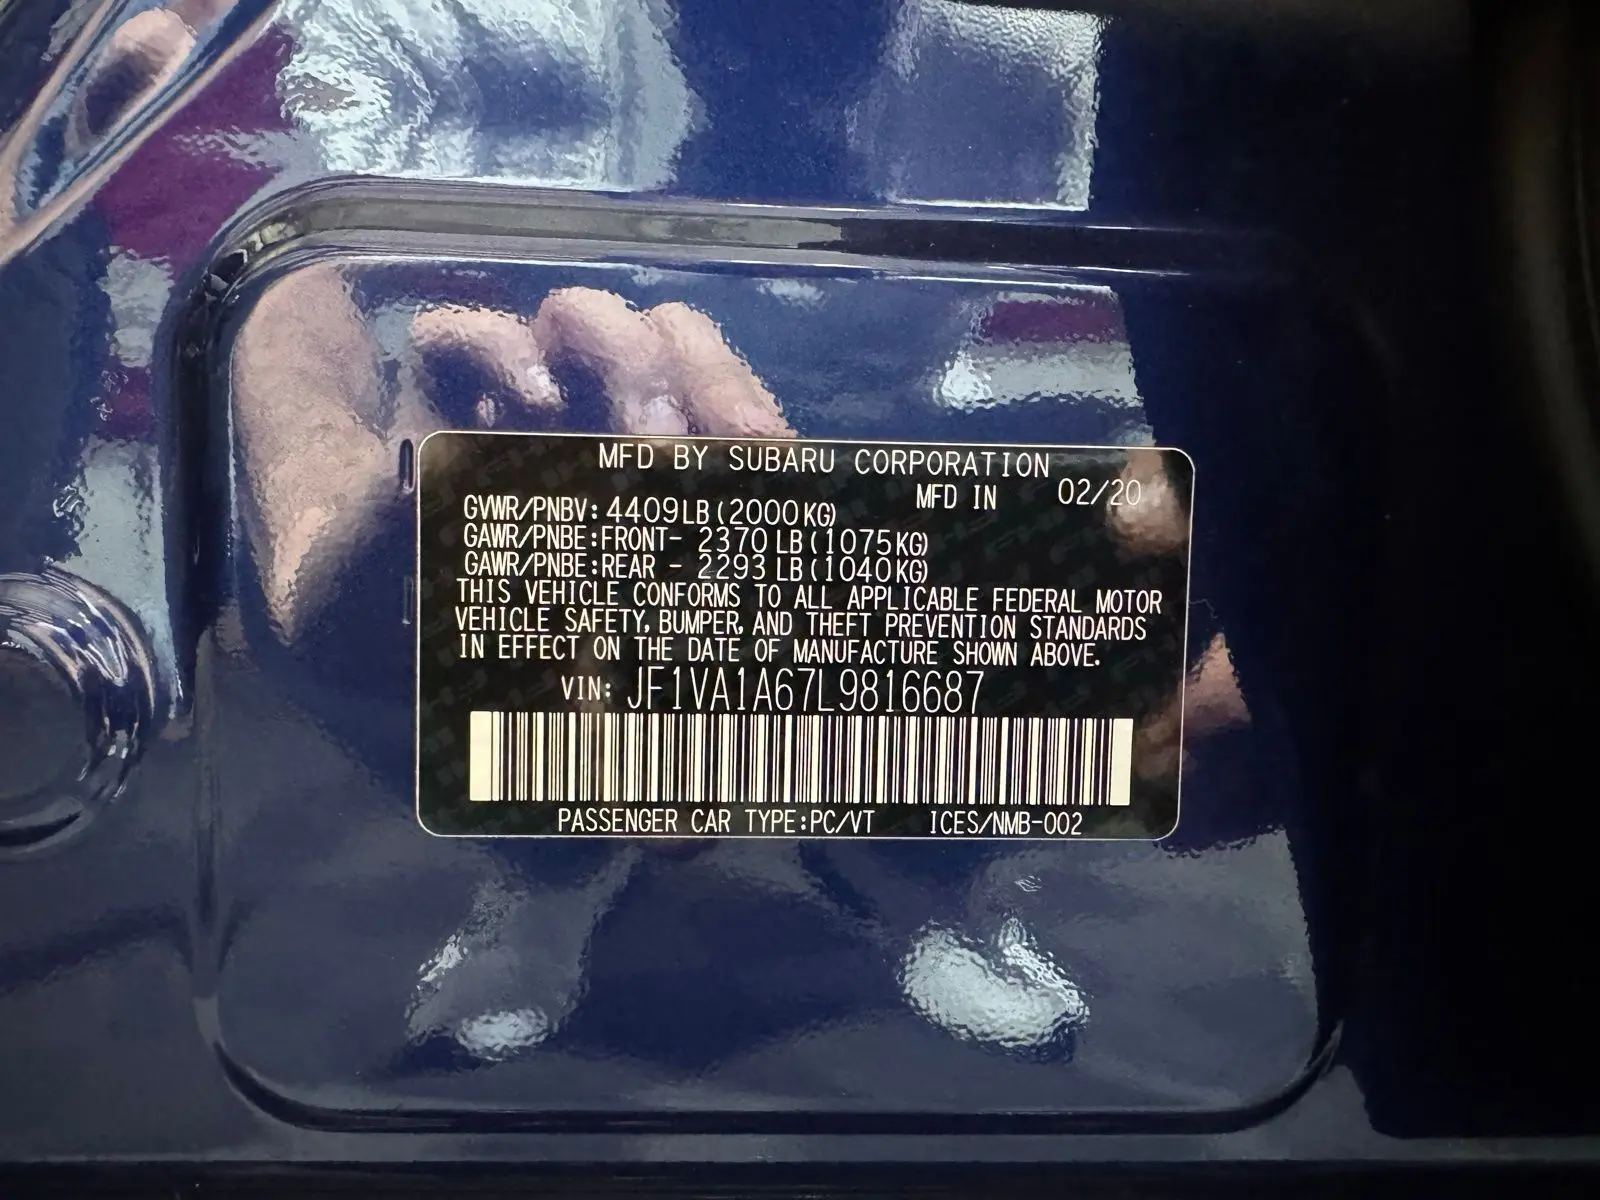 MFD BY SUBARU CORPORATION
MFD IN 02/20
GVWR/PNBV: 4409LB(2000KG)
GAWR/PNBE:FRONT- 2370 LB(1075KG)
GAWR/PNBE:REAR - 2293 LB(1040KG)
THIS VEHICLE CONFORMS TO ALL APPLICABLE FEDERAL MOTOR
VEHICLE SAFETY, BUMPER, AND THEFT PREVENTION STANDARDS
IN EFFECT ON THE DATE OF MANUFACTURE SHOWN ABOVE.
VIN: JF1VA1A67L9816687
PASSENGER CAR TYPE:PC/VT ICES/NMB-002